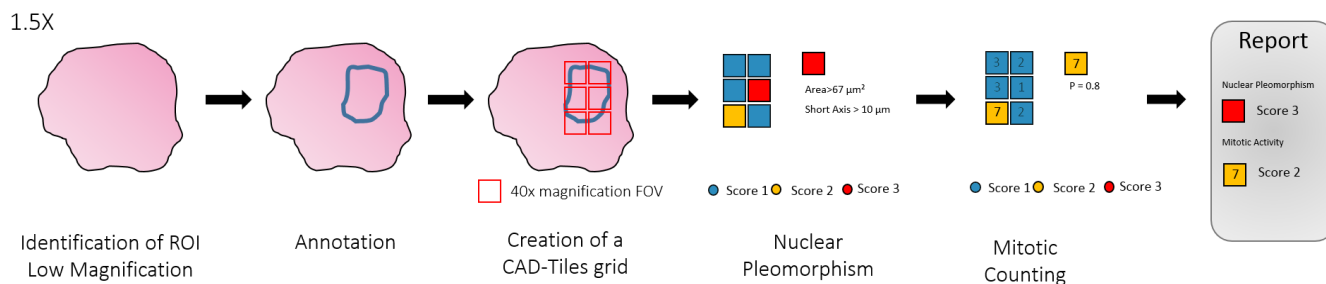 1.5X
Identification of ROI
Low Magnification
Annotation
40x magnification FOV
Creation of a
CAD-Tiles grid
Area>67 µm²
Short Axis > 10 µm
Score 1 Score 2 Score 3
Nuclear
Pleomorphism
3 2
3 1
7 2
7
P = 0.8
Score 1 Score 2 Score 3
Mitotic
Counting
Report
Nuclear Pleomorphism
Score 3
Mitotic Activity
7 Score 2